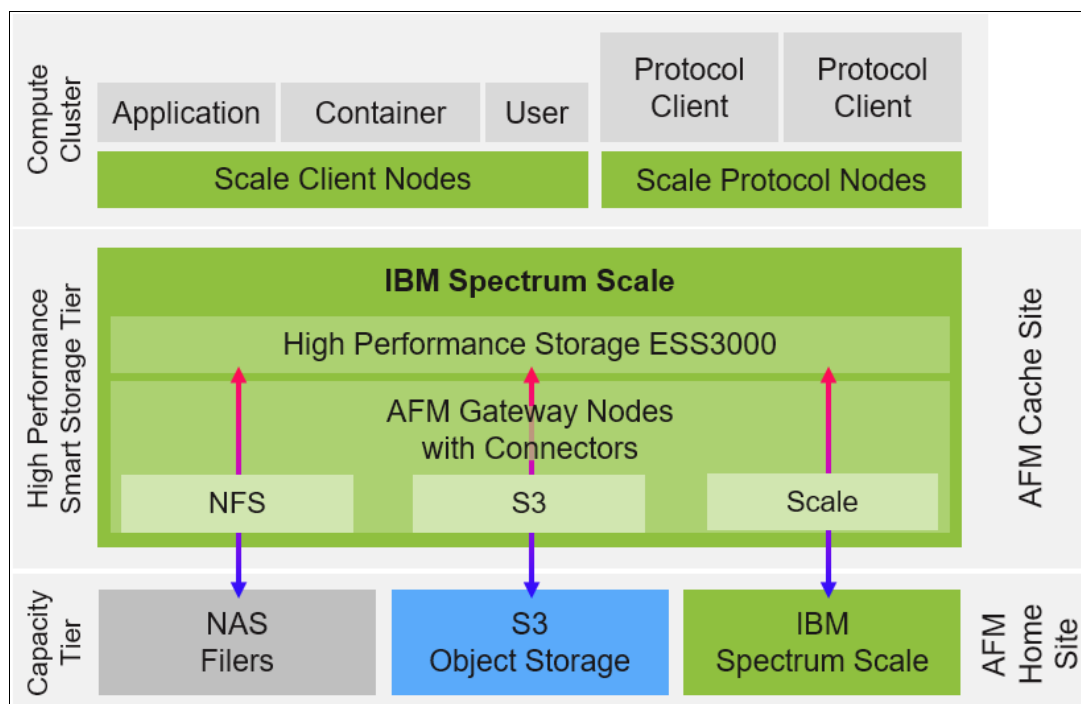 Compute
Cluster
Application
Container
User
Protocol
Client
Protocol
Client
Scale Client Nodes
Scale Protocol Nodes
High Performance
Smart Storage Tier
IBM Spectrum Scale
High Performance Storage ESS3000
AFM Gateway Nodes
with Connectors
NFS
S3
Scale
AFM Cache Site
Capacity
Tier
NAS
Filers
S3
Object Storage
IBM
Spectrum Scale
AFM
Home
Site